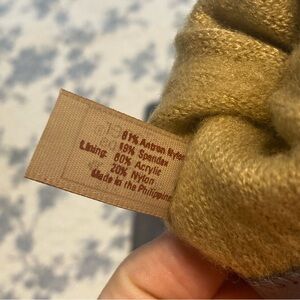 81% Antron Nylon
19% Spandex
Lining: 80% Acrylic
20% Nylon
Made in the Philippines